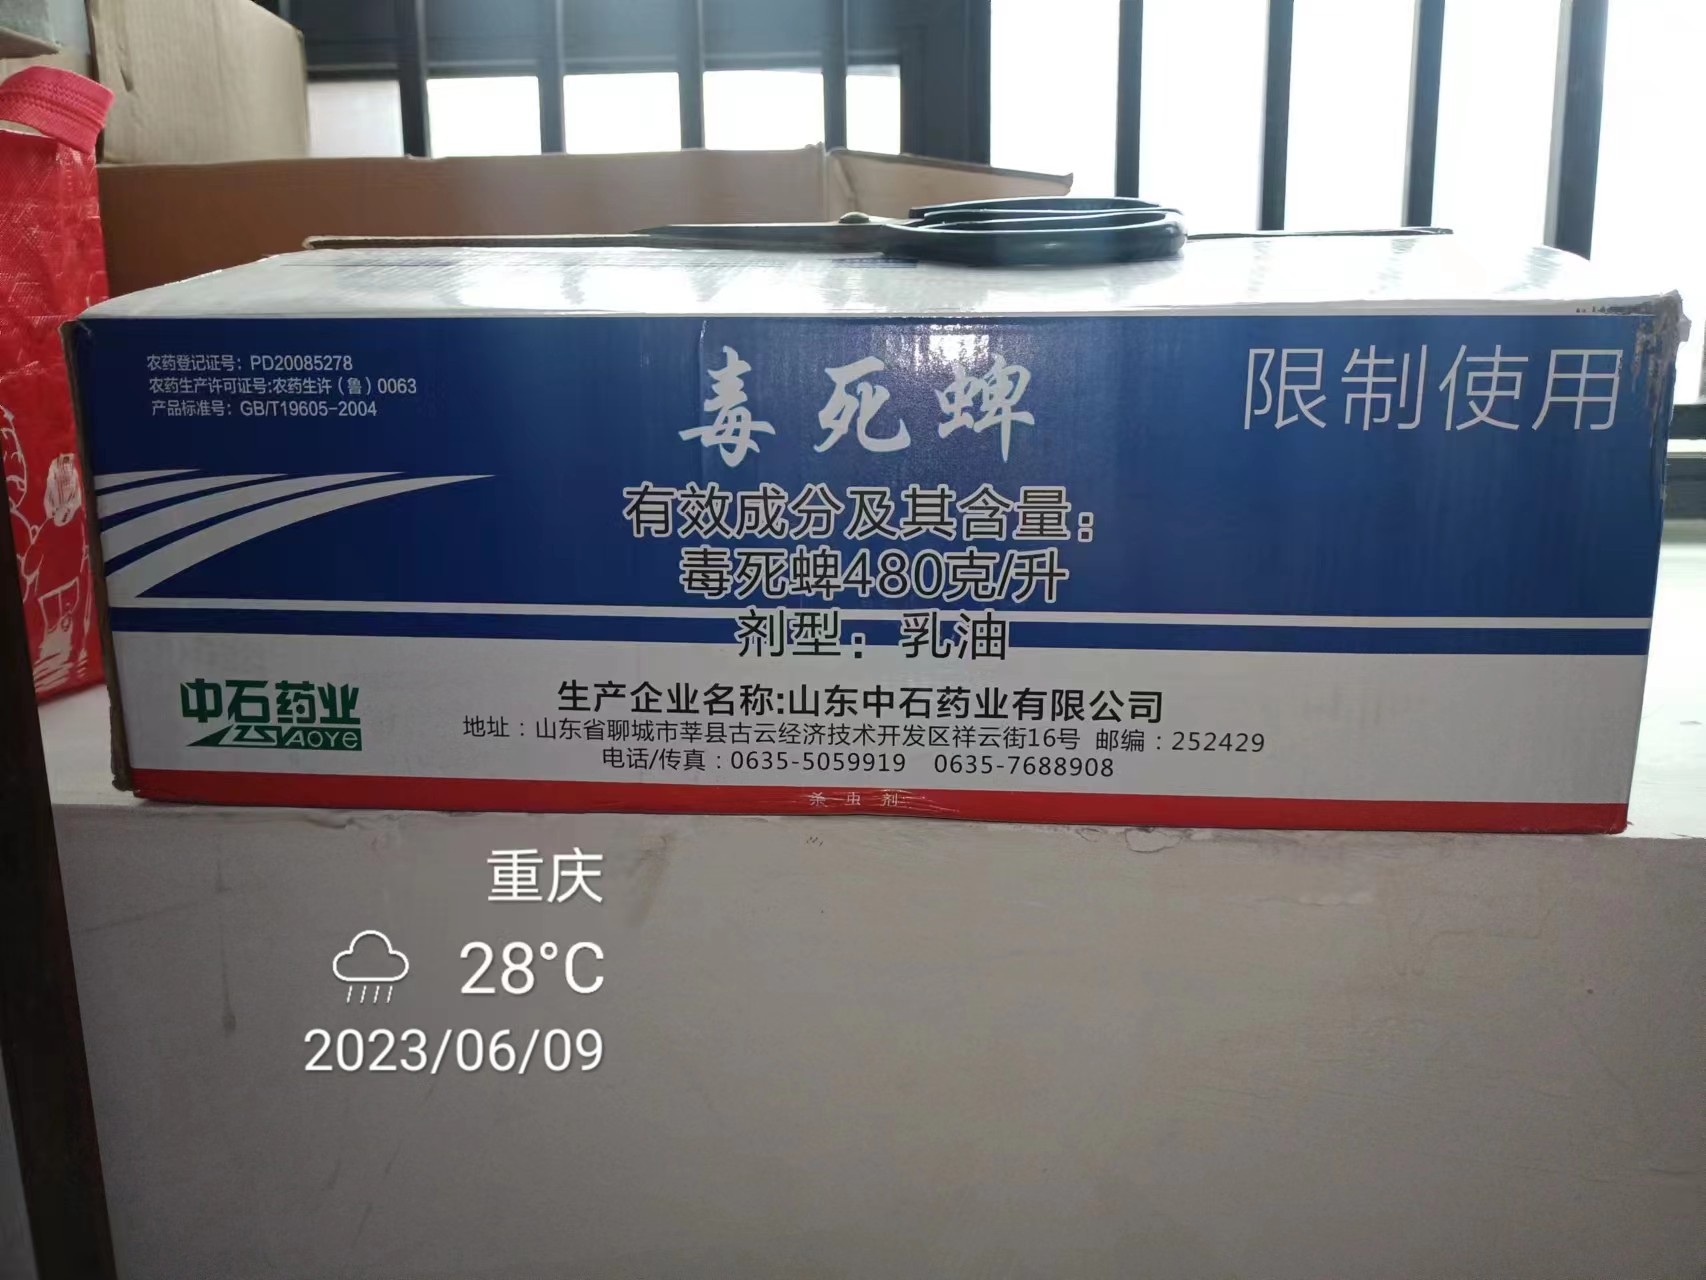 农药登记证号：PD20085278
农药生产许可证号:农药生许（鲁）0063
产品标准号：GB/T19605-2004
毒死蜱
限制使用
有效成分及其含量：
毒死蜱480克/升
剂型：乳油
中石药业
YAOYE
生产企业名称:山东中石药业有限公司
地址：山东省聊城市莘县古云经济技术开发区祥云街16号 邮编：252429
电话/传真：0635-5059919 0635-7688908
杀虫剂
重庆
28°C
2023/06/09